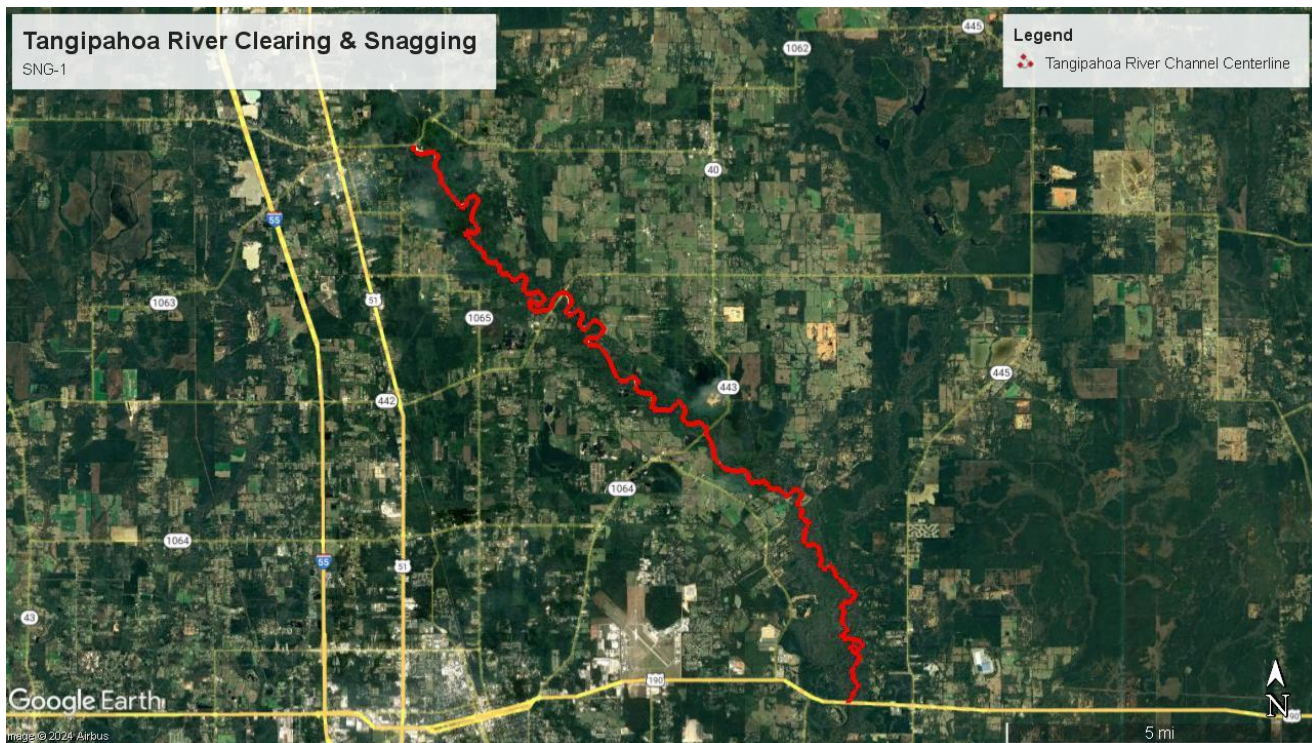 Tangipahoa River Clearing & Snagging
SNG-1
Legend
Tangipahoa River Channel Centerline
445
1062
40
55
1063
51
1065
445
443
442
1064
1064
55
51
43
190
Google Earth
N
90
Image © 2024 Airbus
5 mi